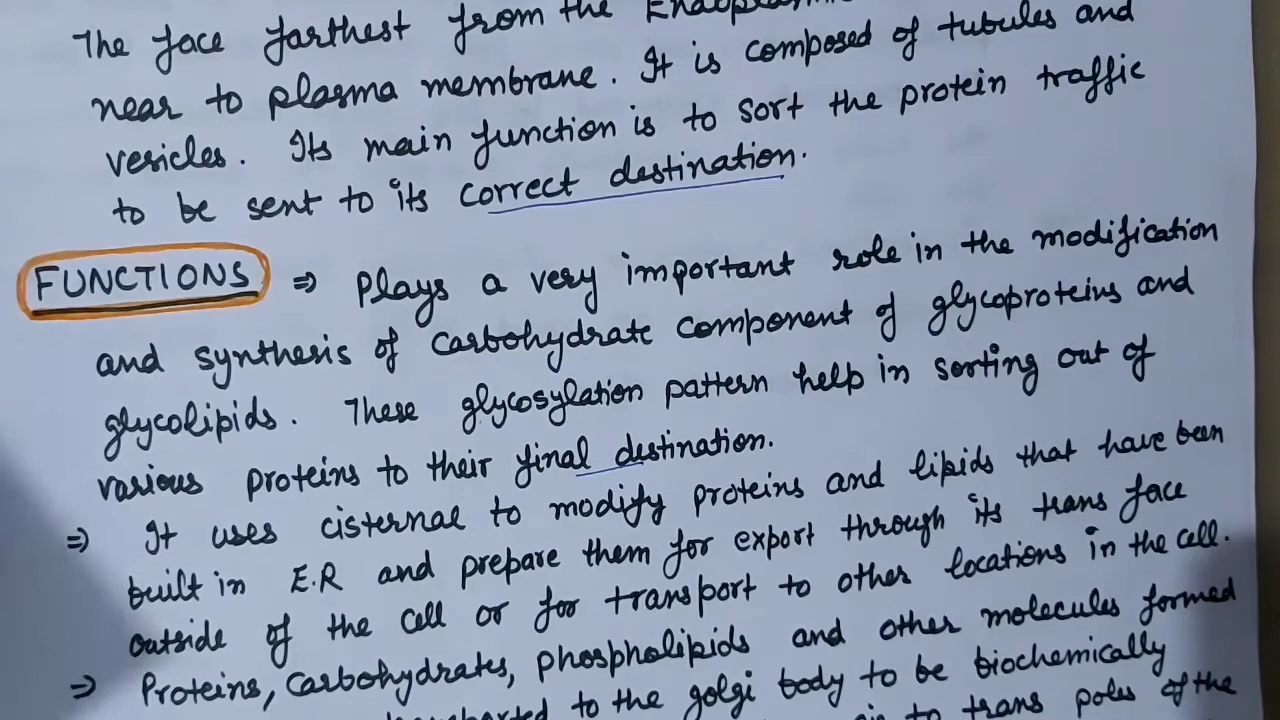 The face farthest from the Endoplasmic
near to plasma membrane. It is composed of tubules and
vesicles. Its main function is to sort the protein traffic
to be sent to its correct destination.
FUNCTIONS ⇒ Plays a very important role in the modification
and synthesis of carbohydrate component of glycoproteins and
glycolipids. These glycosylation pattern help in sorting out of
various proteins to their final destination.
⇒ It uses cisternae to modify proteins and lipids that have been
built in E.R and prepare them for export through its trans face
outside of the cell or for transport to other locations in the cell.
⇒ Proteins, Carbohydrates, phospholipids and other molecules formed
to the golgi body to be biochemically
to trans poles of the